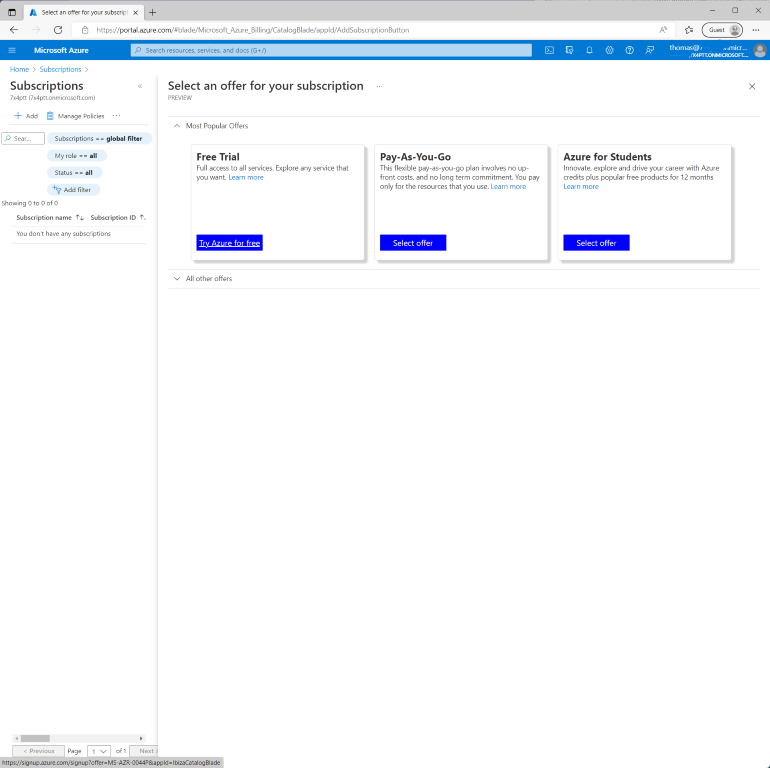 Select an offer for your subscript
https://portal.azure.com/#blade/Microsoft_Azure_Billing/CatalogBlade/appId/AddSubscriptionButton
Guest
Microsoft Azure
Search resources, services, and docs (G+/)
thomas@
micr...
7X4PTT.ONMICROSOFT....
Home > Subscriptions >
Subscriptions
7x4ptt (7x4ptt.onmicrosoft.com)
Add
Manage Policies
Sear...
Subscriptions == global filter
My role == all
Status == all
Add filter
Showing 0 to 0 of 0
Subscription name
Subscription ID
You don't have any subscriptions
< Previous
Page
1
of 1
Next
Select an offer for your subscription
PREVIEW
Most Popular Offers
Free Trial
Full access to all services. Explore any service that
you want. Learn more
Try Azure for free
Pay-As-You-Go
This flexible pay-as-you-go plan involves no up-
front costs, and no long term commitment. You pay
only for the resources that you use. Learn more
Select offer
Azure for Students
Innovate, explore and drive your career with Azure
credits plus popular free products for 12 months
Learn more
Select offer
All other offers
https://signup.azure.com/signup?offer=MS-AZR-0044P&appId=IbizaCatalogBlade